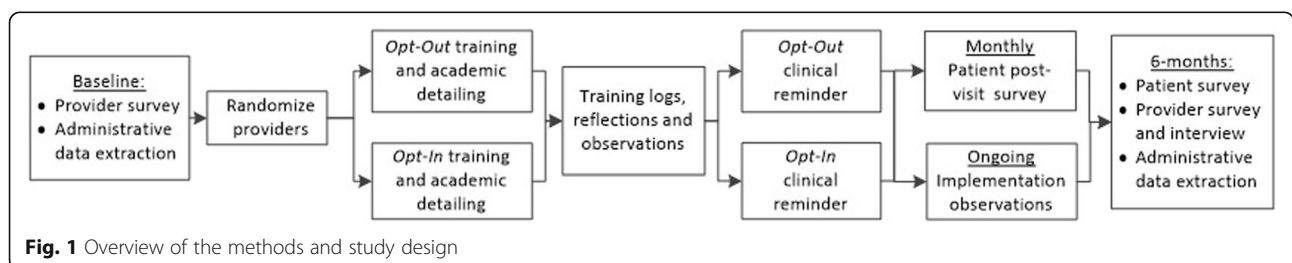 Baseline:
• Provider survey
• Administrative
data extraction
Randomize
providers
Opt-Out training
and academic
detailing
Opt-In training
and academic
detailing
Training logs,
reflections and
observations
Opt-Out
clinical
reminder
Opt-In
clinical
reminder
Monthly
Patient post-
visit survey
Ongoing
Implementation
observations
6-months:
• Patient survey
• Provider survey
and interview
• Administrative
data extraction
Fig. 1 Overview of the methods and study design